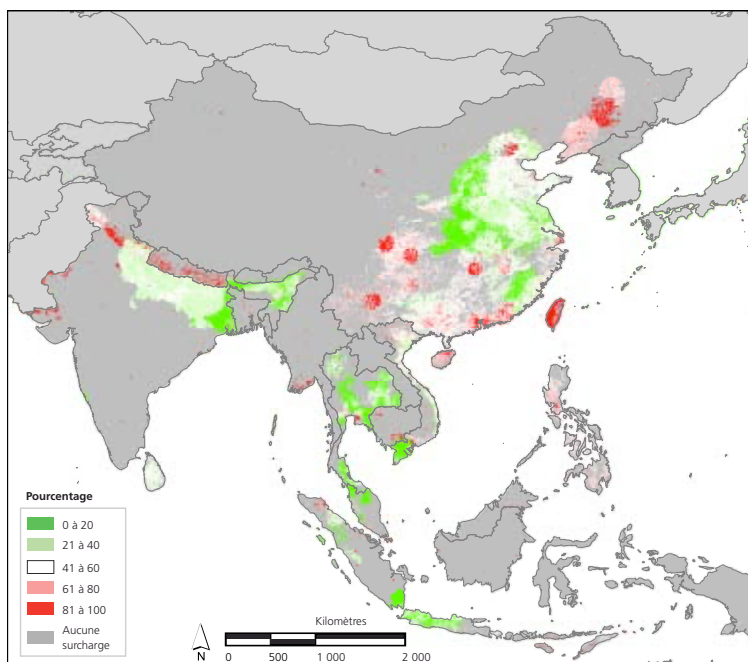 Pourcentage
0 à 20
21 à 40
41 à 60
61 à 80
81 à 100
Aucune
surcharge
Kilomètres
N
0 500 1 000 2 000